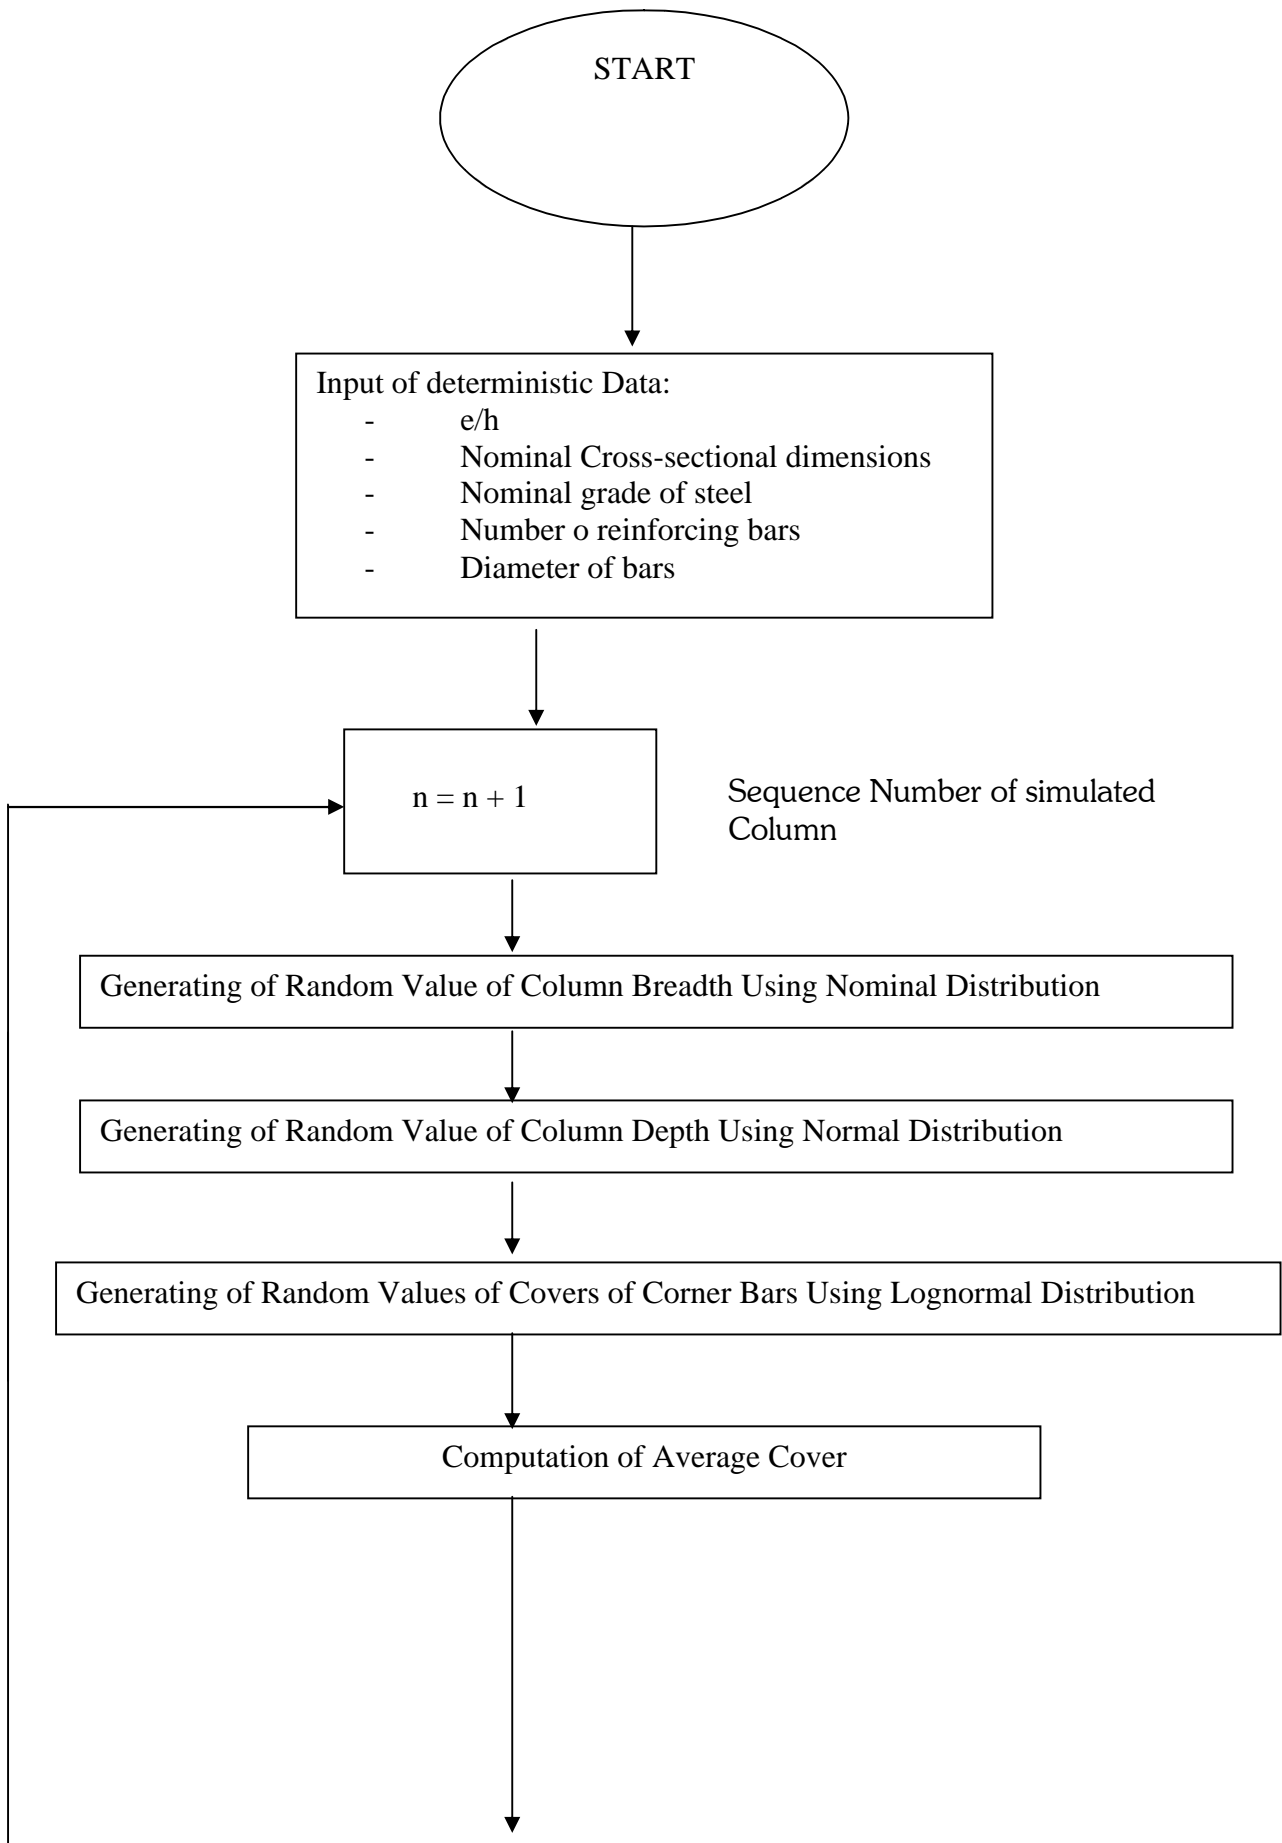 START
Input of deterministic Data:
- e/h
- Nominal Cross-sectional dimensions
- Nominal grade of steel
- Number o reinforcing bars
- Diameter of bars
n = n + 1
Sequence Number of simulated
Column
Generating of Random Value of Column Breadth Using Nominal Distribution
Generating of Random Value of Column Depth Using Normal Distribution
Generating of Random Values of Covers of Corner Bars Using Lognormal Distribution
Computation of Average Cover